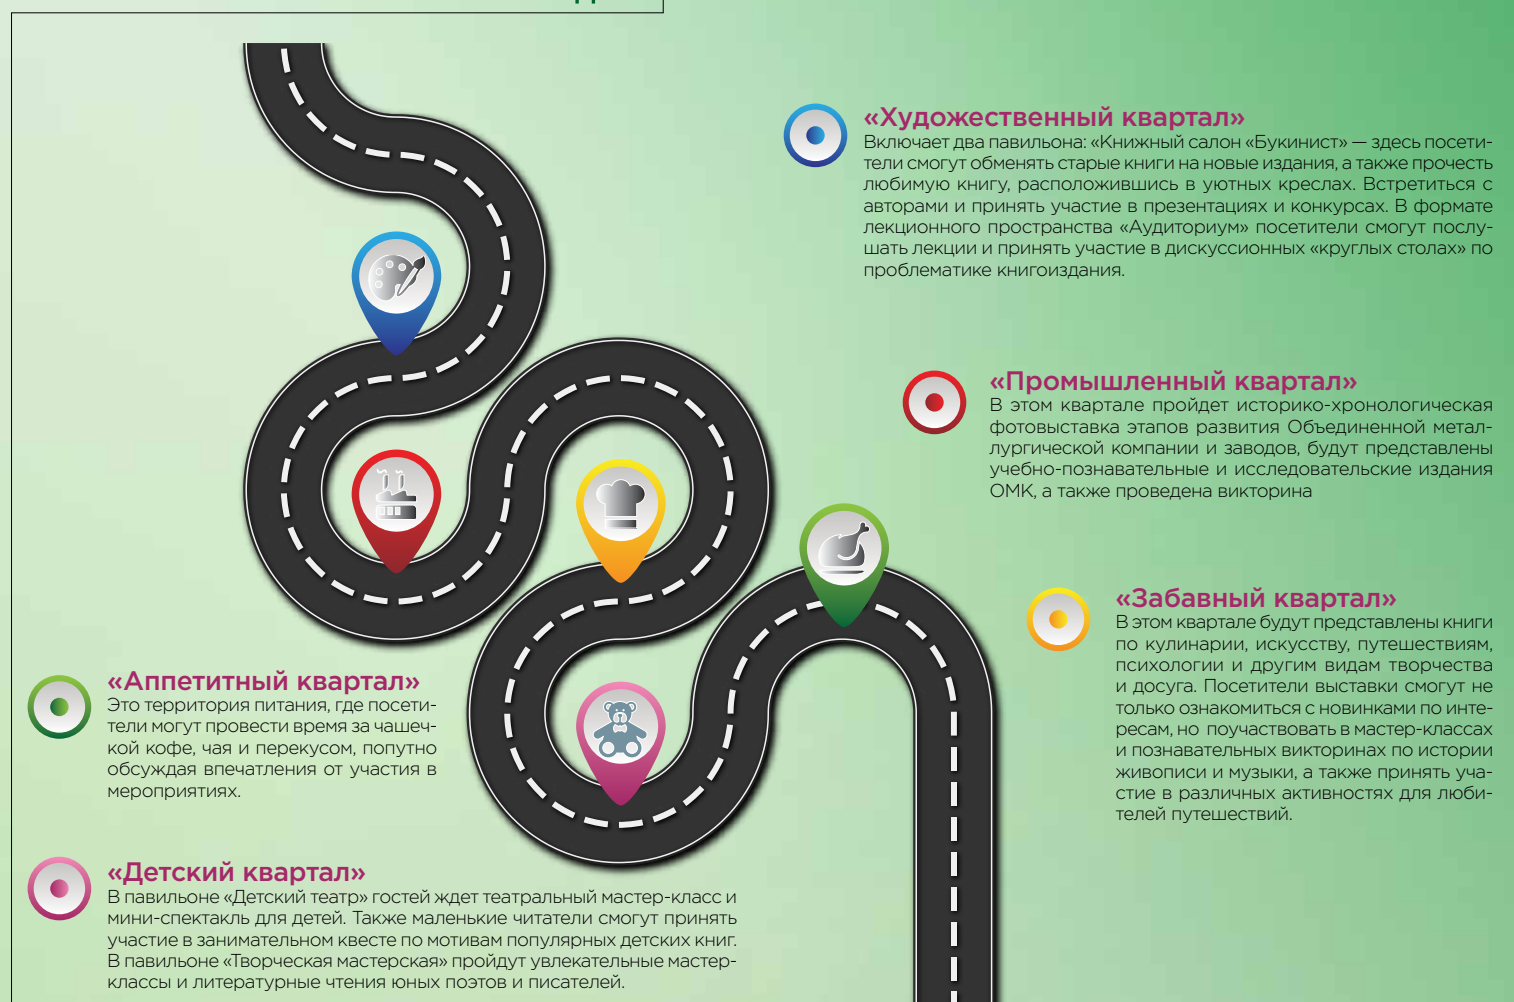 «Художественный квартал»
Включает два павильона: «Книжный салон «Букинист» — здесь посети-
тели смогут обменять старые книги на новые издания, а также прочесть
любимую книгу, расположившись в уютных креслах. Встретиться с
авторами и принять участие в презентациях и конкурсах. В формате
лекционного пространства «Аудиториум» посетители смогут послу-
шать лекции и принять участие в дискуссионных «круглых столах» по
проблематике книгоиздания.
«Промышленный квартал»
В этом квартале пройдет историко-хронологическая
фотовыставка этапов развития Объединенной метал-
лургической компании и заводов, будут представлены
учебно-познавательные и исследовательские издания
ОМК, а также проведена викторина
«Забавный квартал»
В этом квартале будут представлены книги
по кулинарии, искусству, путешествиям,
психологии и другим видам творчества
и досуга. Посетители выставки смогут не
только ознакомиться с новинками по инте-
ресам, но поучаствовать в мастер-классах
и познавательных викторинах по истории
живописи и музыки, а также принять уча-
стие в различных активностях для люби-
телей путешествий.
«Аппетитный квартал»
Это территория питания, где посети-
тели могут провести время за чашеч-
кой кофе, чая и перекусом, попутно
обсуждая впечатления от участия в
мероприятиях.
«Детский квартал»
В павильоне «Детский театр» гостей ждет театральный мастер-класс и
мини-спектакль для детей. Также маленькие читатели смогут принять
участие в занимательном квесте по мотивам популярных детских книг.
В павильоне «Творческая мастерская» пройдут увлекательные мастер-
классы и литературные чтения юных поэтов и писателей.